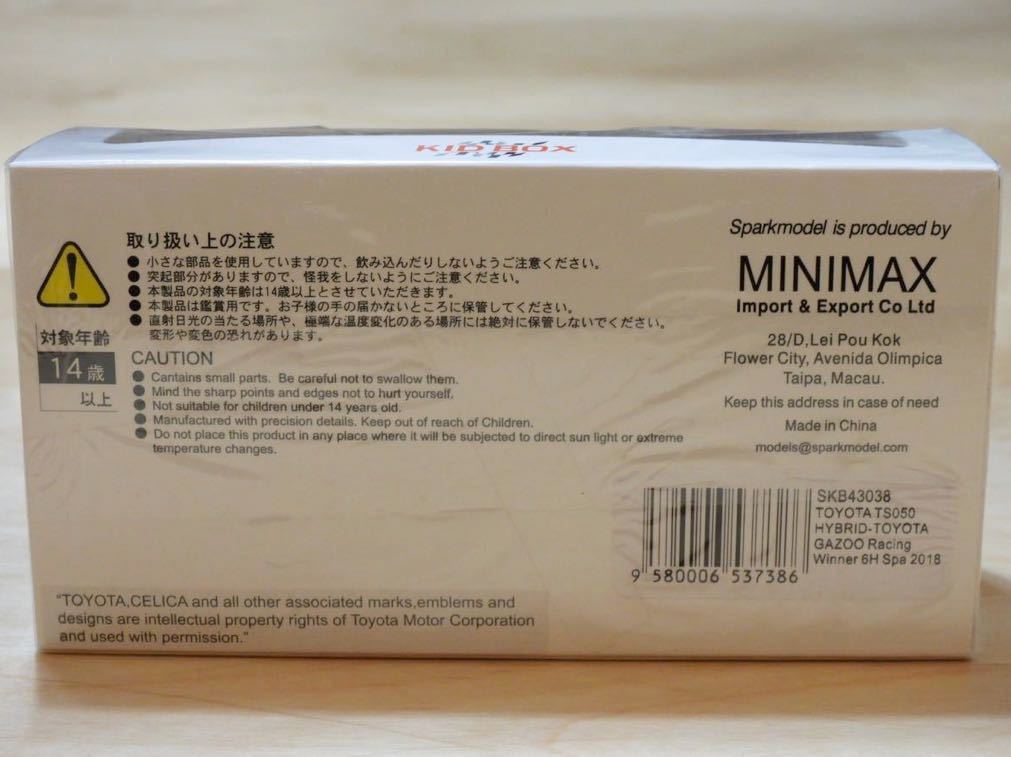 KID BOX
取り扱い上の注意
● 小さな部品を使用していますので、飲み込んだりしないようご注意ください。
● 突起部分がありますので、怪我をしないようにご注意ください。
● 本製品の対象年齢は14歳以上とさせていただきます。
● 本製品は鑑賞用です。お子様の手の届かないところに保管してください。
● 直射日光の当たる場所や、極端な温度変化のある場所には絶対に保管しないでください。
変形や変色の恐れがあります。
対象年齢
14歳
以上
CAUTION
● Cantains small parts. Be careful not to swallow them.
● Mind the sharp points and edges not to hurt yourself.
● Not suitable for children under 14 years old.
● Manufactured with precision details. Keep out of reach of Children.
● Do not place this product in any place where it will be subjected to direct sun light or extreme
temperature changes.
Sparkmodel is produced by
MINIMAX
Import & Export Co Ltd
28/D,Lei Pou Kok
Flower City, Avenida Olimpica
Taipa, Macau.
Keep this address in case of need
Made in China
models@sparkmodel.com
SKB43038
TOYOTA TS050
HYBRID-TOYOTA
GAZOO Racing
Winner 6H Spa 2018
9 580006 537386
"TOYOTA,CELICA and all other associated marks,emblems and
designs are intellectual property rights of Toyota Motor Corporation
and used with permission."